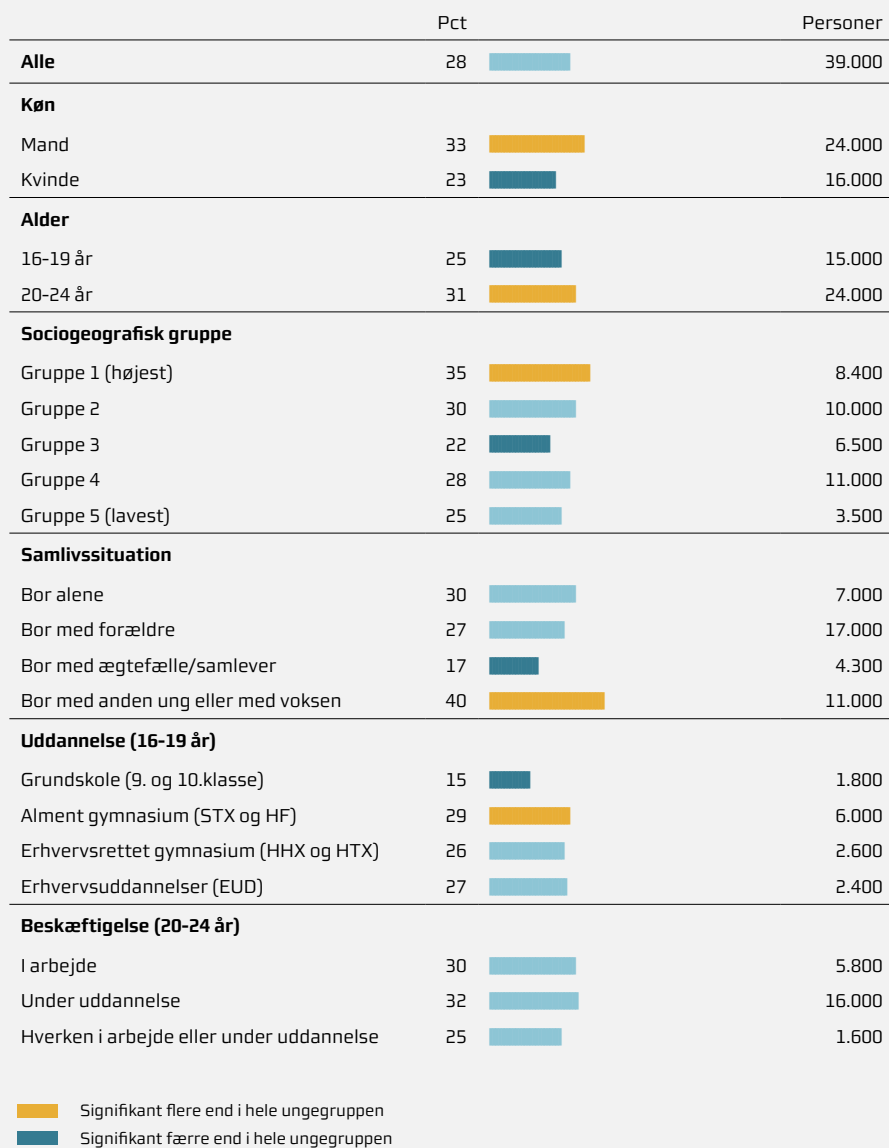 Pct Personer
Alle 28 39.000
Køn
Mand 33 24.000
Kvinde 23 16.000
Alder
16-19 år 25 15.000
20-24 år 31 24.000
Sociogeografisk gruppe
Gruppe 1 (højest) 35 8.400
Gruppe 2 30 10.000
Gruppe 3 22 6.500
Gruppe 4 28 11.000
Gruppe 5 (lavest) 25 3.500
Samlivssituation
Bor alene 30 7.000
Bor med forældre 27 17.000
Bor med ægtefælle/samlever 17 4.300
Bor med anden ung eller med voksen 40 11.000
Uddannelse (16-19 år)
Grundskole (9. og 10.klasse) 15 1.800
Alment gymnasium (STX og HF) 29 6.000
Erhvervsrettet gymnasium (HHX og HTX) 26 2.600
Erhvervsuddannelser (EUD) 27 2.400
Beskæftigelse (20-24 år)
I arbejde 30 5.800
Under uddannelse 32 16.000
Hverken i arbejde eller under uddannelse 25 1.600
Signifikant flere end i hele ungegruppen
Signifikant færre end i hele ungegruppen